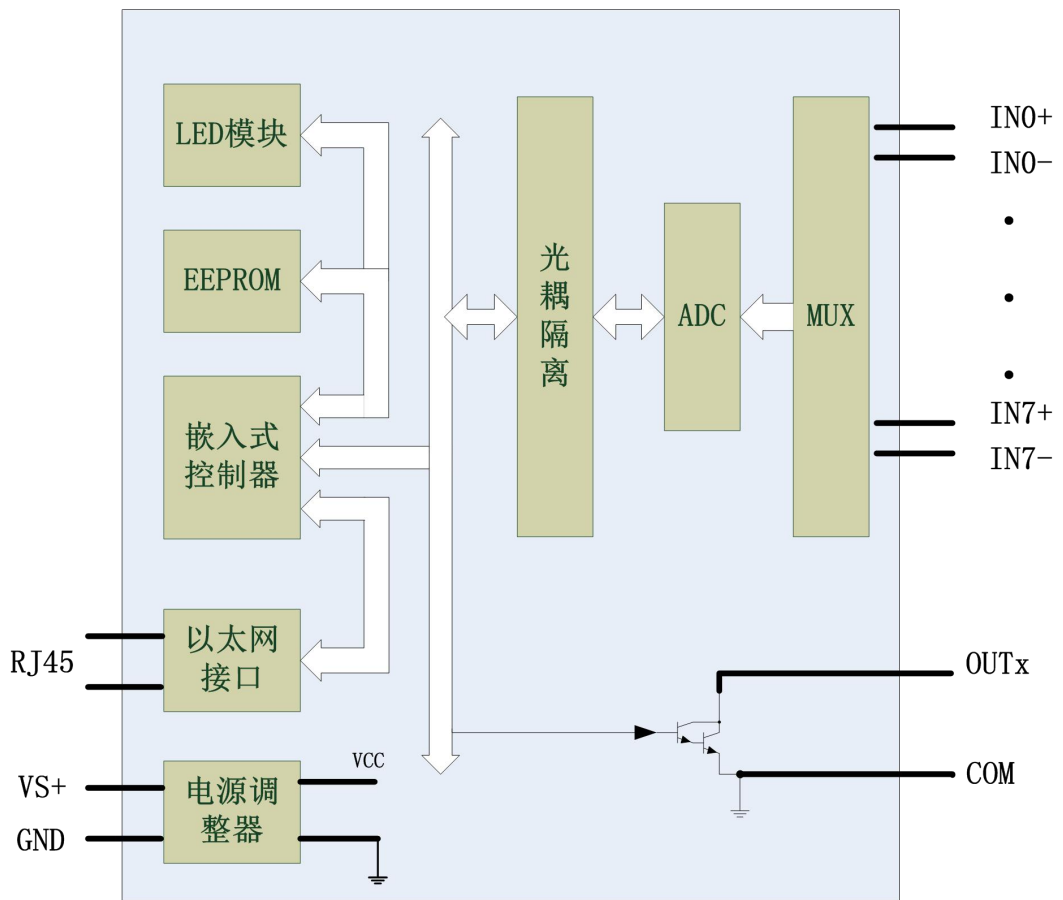 LED模块
EEPROM
嵌入式
控制器
以太网
接口
RJ45
电源调
整器
VS+
GND
VCC
光
耦
隔
离
ADC
MUX
IN0+
IN0-
IN7+
IN7-
OUTx
COM